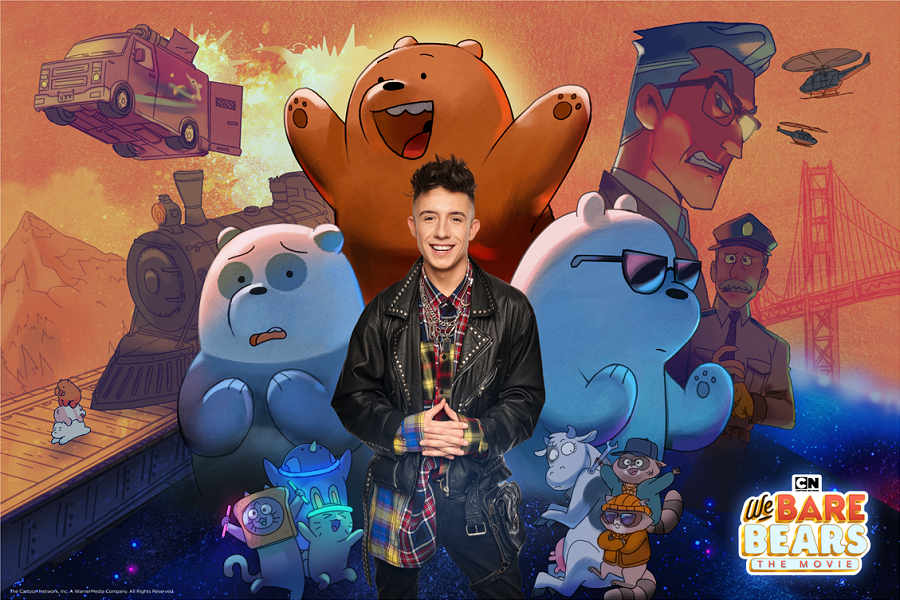 CN
We BARE
BEARS
THE MOVIE
The Cartoon Network, Inc. A WarnerMedia Company. All Rights Reserved.